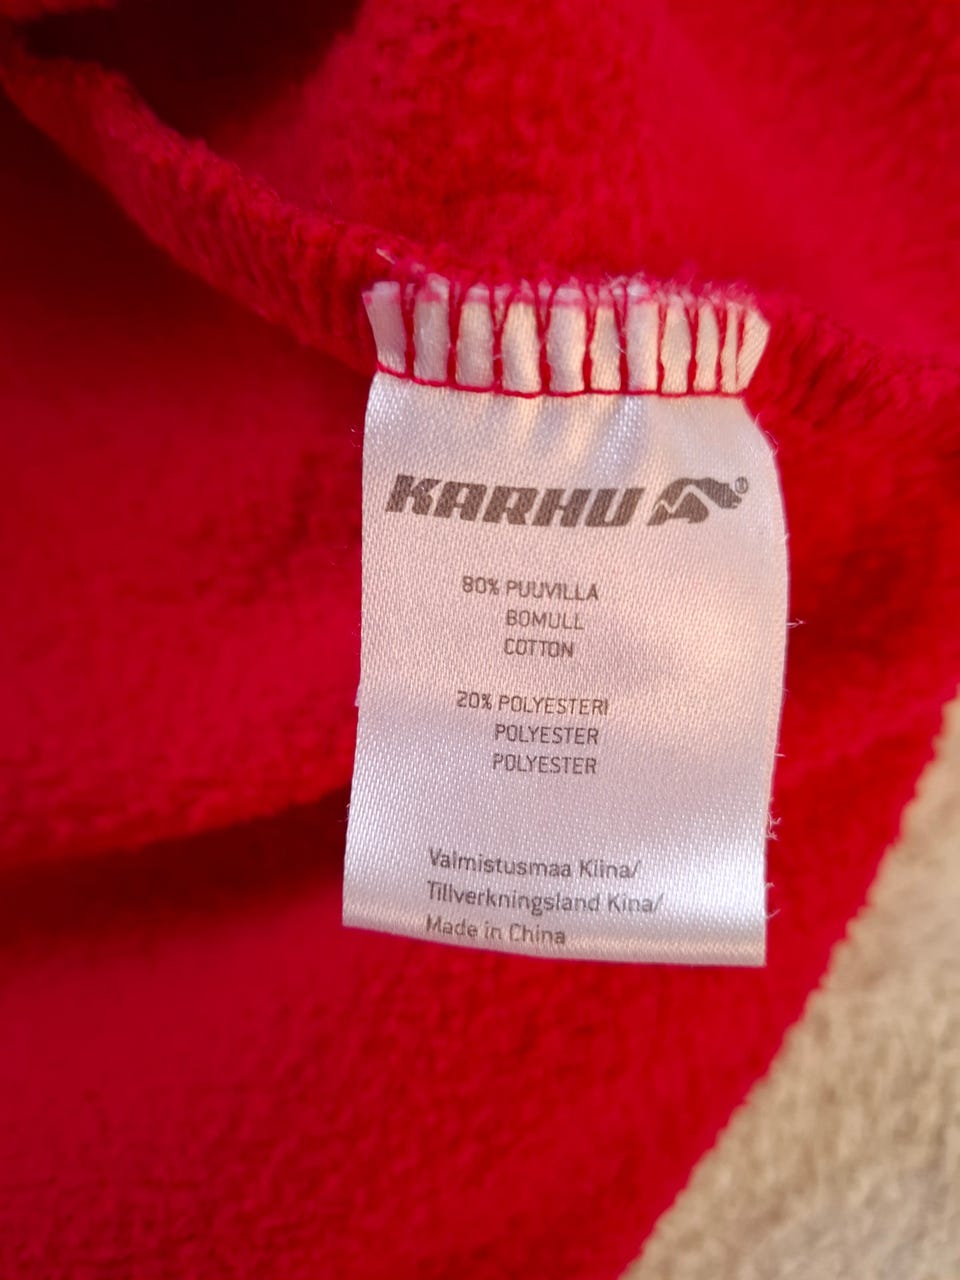 KARHU®
80% PUUVILLA
BOMULL
COTTON
20% POLYESTERI
POLYESTER
POLYESTER
Valmistusmaa Kiina/
Tillverkningsland Kina/
Made in China